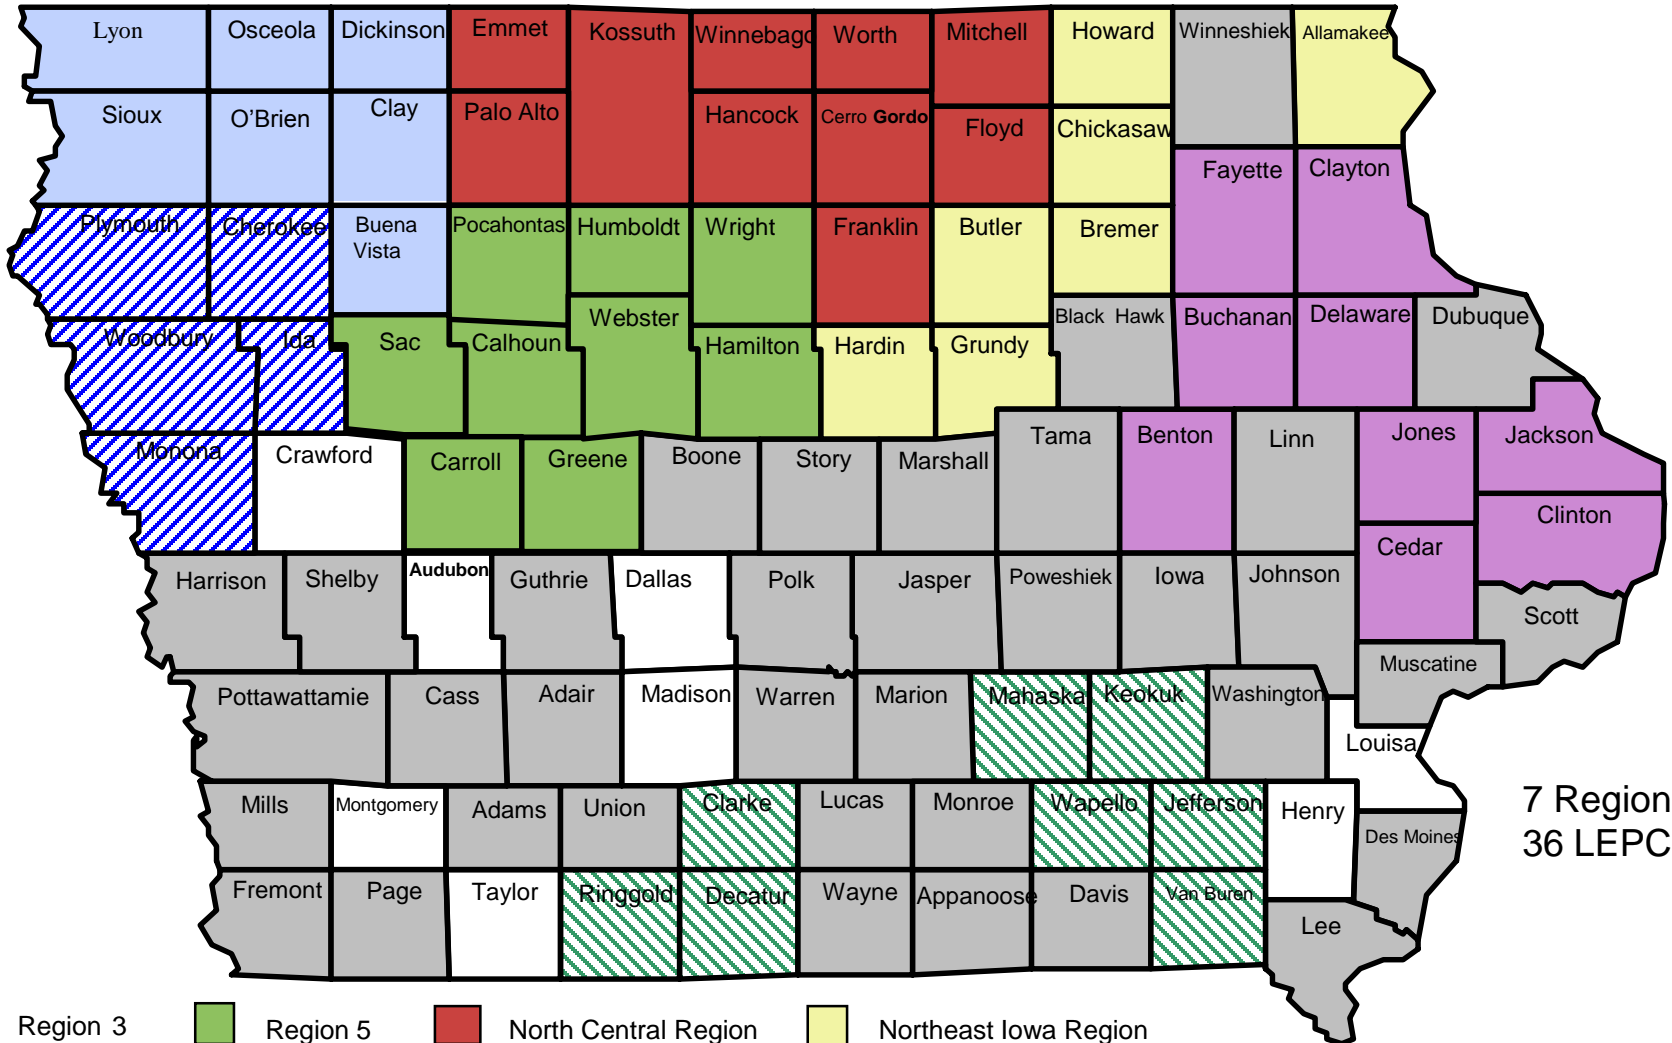 Lyon Osceola Dickinson Emmet Kossuth Winnebago Worth Mitchell Howard Winneshiek Allamakee
Sioux O'Brien Clay Palo Alto Hancock Cerro Gordo Floyd Chickasaw
Fayette Clayton
Plymouth Cherokee Buena Pocahontas Humboldt Wright Franklin Butler Bremer
Vista
Woodbury Ida Sac Calhoun Webster Hamilton Hardin Grundy Black Hawk Buchanan Delaware Dubuque
Monona Crawford Carroll Greene Boone Story Marshall Tama Benton Linn Jones Jackson
Clinton
Cedar
Harrison Shelby Audubon Guthrie Dallas Polk Jasper Poweshiek Iowa Johnson
Scott
Muscatine
Pottawattamie Cass Adair Madison Warren Marion Mahaska Keokuk Washington
Louisa
Mills Montgomery Adams Union Clarke Lucas Monroe Wapello Jefferson Henry
7 Region
36 LEPC
Des Moines
Fremont Page Taylor Ringgold Decatur Wayne Appanoose Davis Van Buren
Lee
Region 3 Region 5 North Central Region Northeast Iowa Region